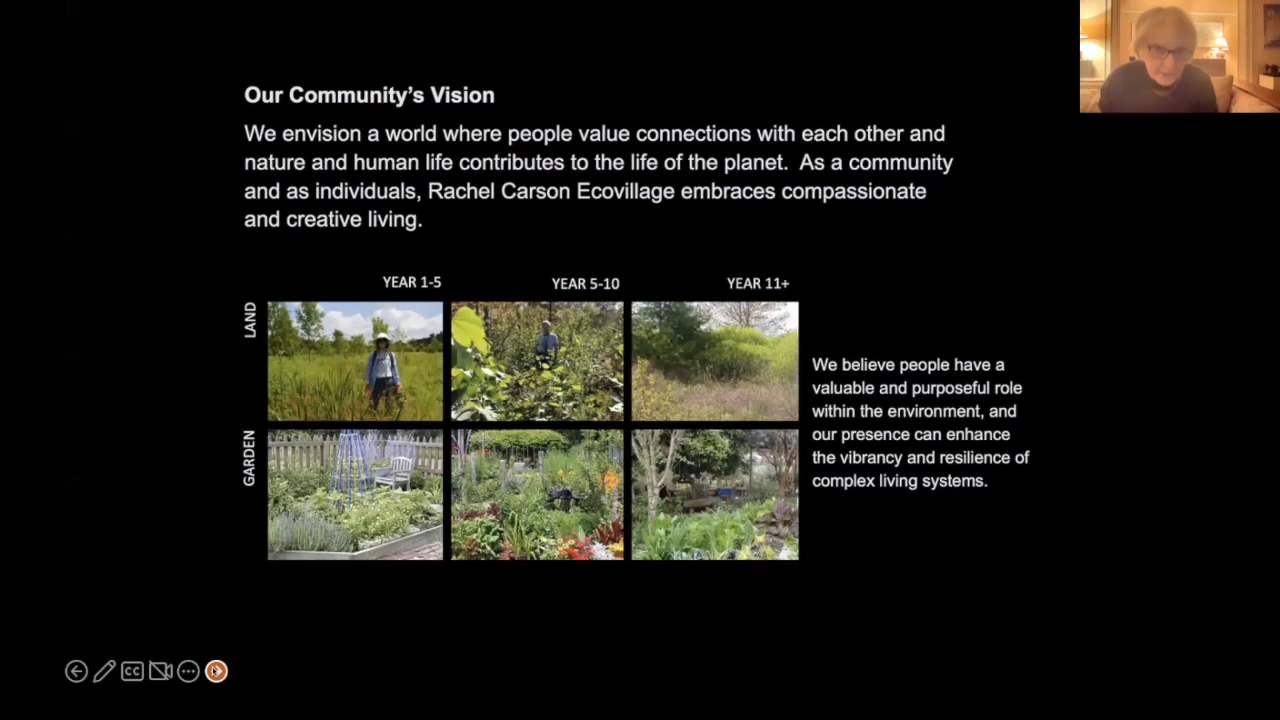 Our Community's Vision
We envision a world where people value connections with each other and
nature and human life contributes to the life of the planet.  As a community
and as individuals, Rachel Carson Ecovillage embraces compassionate
and creative living.
YEAR 1-5
YEAR 5-10
YEAR 11+
LAND
GARDEN
We believe people have a
valuable and purposeful role
within the environment, and
our presence can enhance
the vibrancy and resilience of
complex living systems.
CC